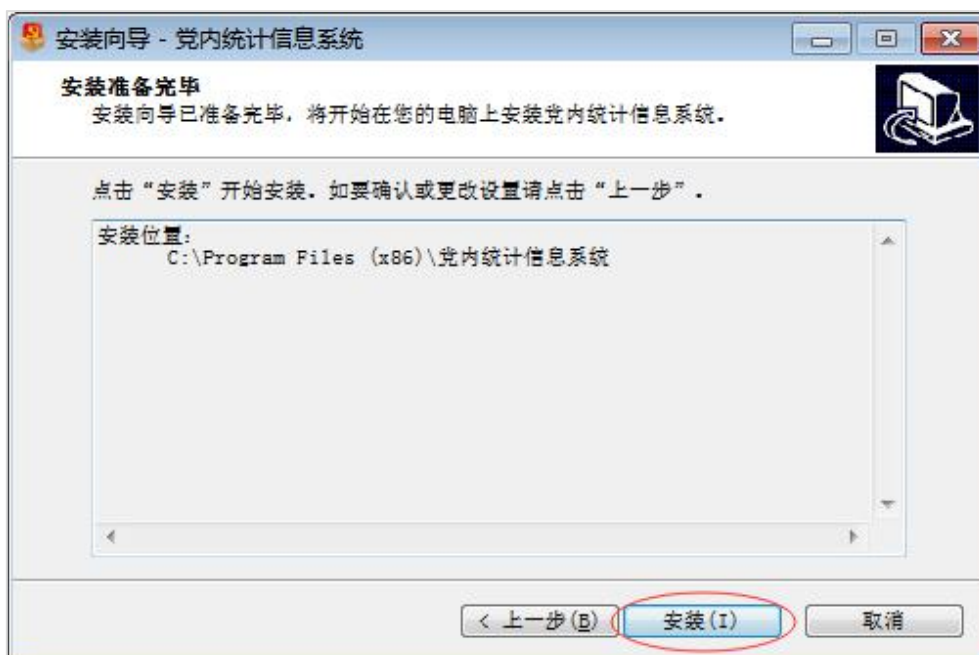 安装向导 - 党内统计信息系统
安装准备完毕
安装向导已准备完毕，将开始在您的电脑上安装党内统计信息系统。
点击“安装”开始安装。如要确认或更改设置请点击“上一步”.
安装位置:
C:\Program Files (x86)\党内统计信息系统
< 上一步(B) 安装(I) 取消